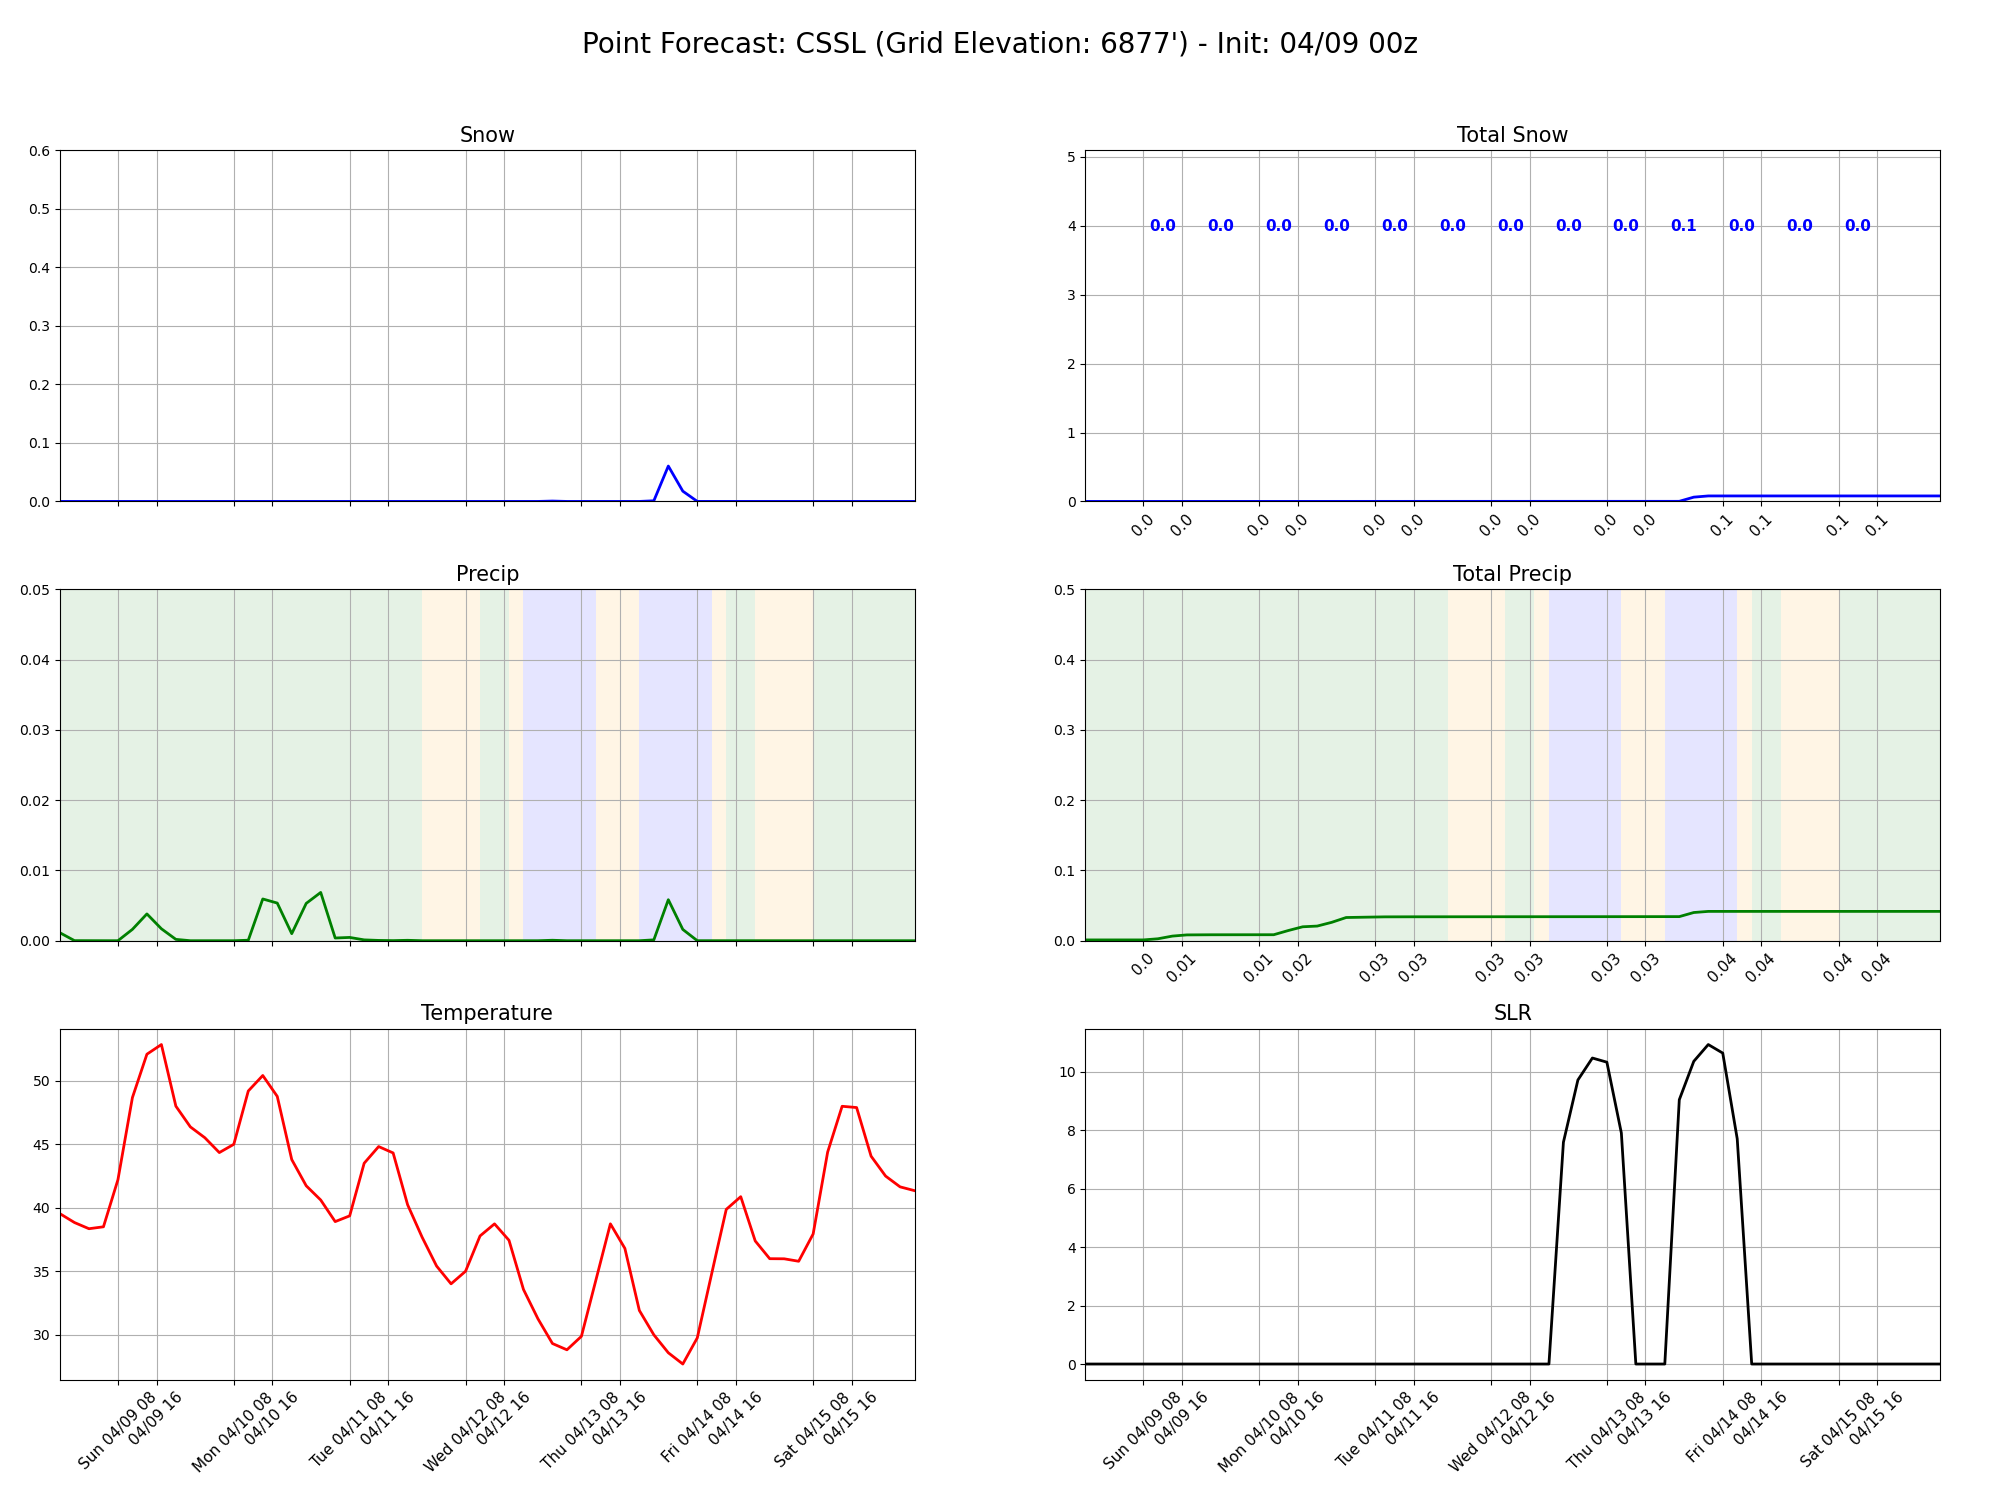 Point Forecast: CSSL (Grid Elevation: 6877') - Init: 04/09 00z
Snow
0.6
0.5
0.4
0.3
0.2
0.1
0.0
Total Snow
5
4
3
2
1
0
0.0 0.0 0.0 0.0 0.0 0.0 0.0 0.0 0.0 0.1 0.0 0.0 0.0
0.0 0.0 0.0 0.0 0.0 0.0 0.0 0.0 0.0 0.0 0.1 0.1 0.1 0.1
Precip
0.05
0.04
0.03
0.02
0.01
0.00
Total Precip
0.5
0.4
0.3
0.2
0.1
0.0
0.0 0.01 0.01 0.02 0.03 0.03 0.03 0.03 0.03 0.03 0.04 0.04 0.04 0.04
Temperature
50
45
40
35
30
Sun 04/09 08
04/09 16
Mon 04/10 08
04/10 16
Tue 04/11 08
04/11 16
Wed 04/12 08
04/12 16
Thu 04/13 08
04/13 16
Fri 04/14 08
04/14 16
Sat 04/15 08
04/15 16
SLR
10
8
6
4
2
0
Sun 04/09 08
04/09 16
Mon 04/10 08
04/10 16
Tue 04/11 08
04/11 16
Wed 04/12 08
04/12 16
Thu 04/13 08
04/13 16
Fri 04/14 08
04/14 16
Sat 04/15 08
04/15 16